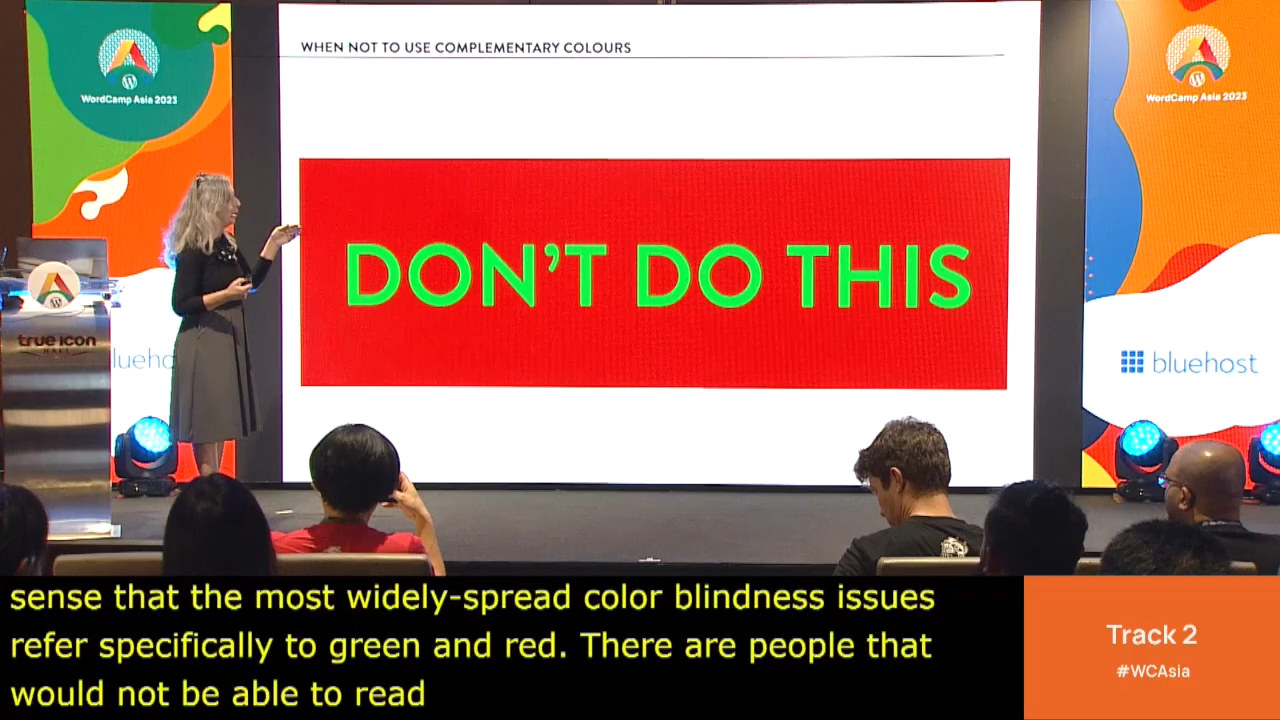 WHEN NOT TO USE COMPLEMENTARY COLOURS
WordCamp Asia 2023
WordCamp Asia 2023
DON'T DO THIS
true icon
HALL
blueho
bluehost
sense that the most widely-spread color blindness issues
refer specifically to green and red. There are people that
would not be able to read
Track 2
#WCAsia